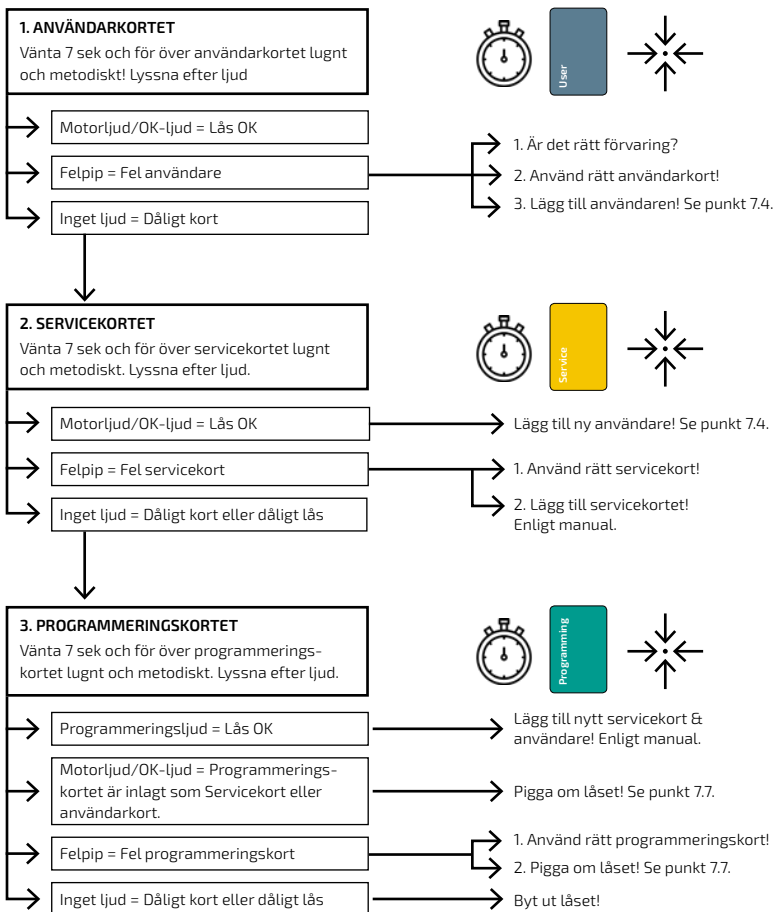 1. ANVÄNDARKORTET
Vänta 7 sek och för över användarkortet lugnt
och metodiskt! Lyssna efter ljud
User
Motorljud/OK-ljud = Lås OK
Felpip = Fel användare
Inget ljud = Dåligt kort
1. Är det rätt förvaring?
2. Använd rätt användarkort!
3. Lägg till användaren! Se punkt 7.4.
2. SERVICEKORTET
Vänta 7 sek och för över servicekortet lugnt
och metodiskt. Lyssna efter ljud.
Service
Motorljud/OK-ljud = Lås OK
Lägg till ny användare! Se punkt 7.4.
Felpip = Fel servicekort
1. Använd rätt servicekort!
2. Lägg till servicekortet!
Enligt manual.
Inget ljud = Dåligt kort eller dåligt lås
3. PROGRAMMERINGSKORTET
Vänta 7 sek och för över programmerings-
kortet lugnt och metodiskt. Lyssna efter ljud.
Programming
Programmeringsljud = Lås OK
Lägg till nytt servicekort &
användare! Enligt manual.
Motorljud/OK-ljud = Programmerings-
kortet är inlagt som Servicekort eller
användarkort.
Pigga om låset! Se punkt 7.7.
Felpip = Fel programmeringskort
1. Använd rätt programmeringskort!
2. Pigga om låset! Se punkt 7.7.
Inget ljud = Dåligt kort eller dåligt lås
Byt ut låset!